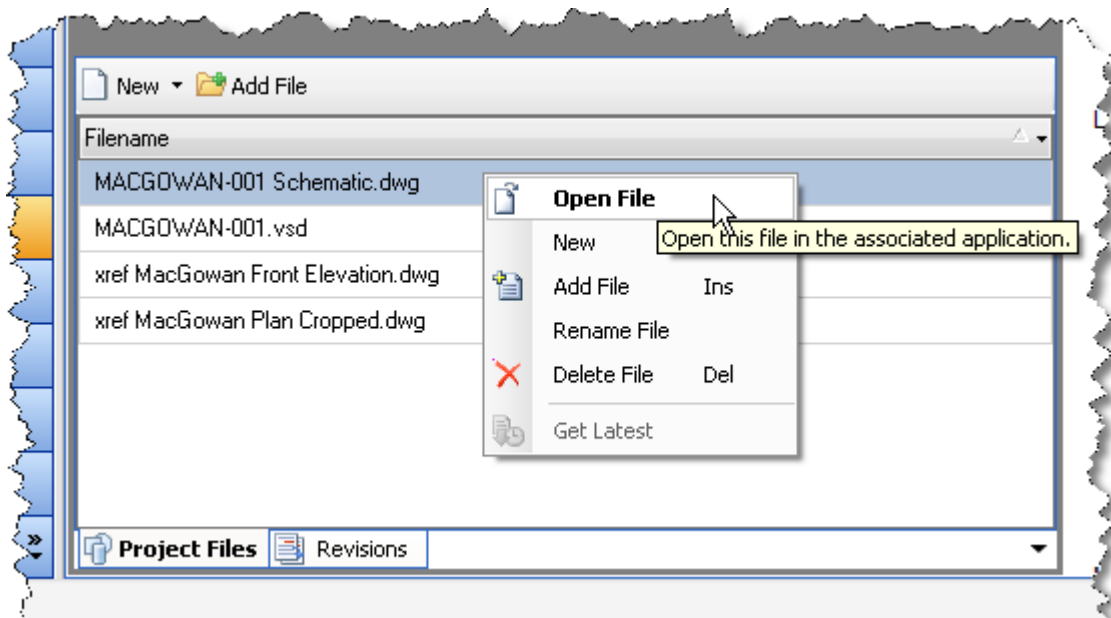 New Add File
Filename
MACGOWAN-001 Schematic.dwg
MACGOWAN-001.vsd
xref MacGowan Front Elevation.dwg
xref MacGowan Plan Cropped.dwg
Open File
Open this file in the associated application.
New
Add File Ins
Rename File
Delete File Del
Get Latest
Project Files Revisions